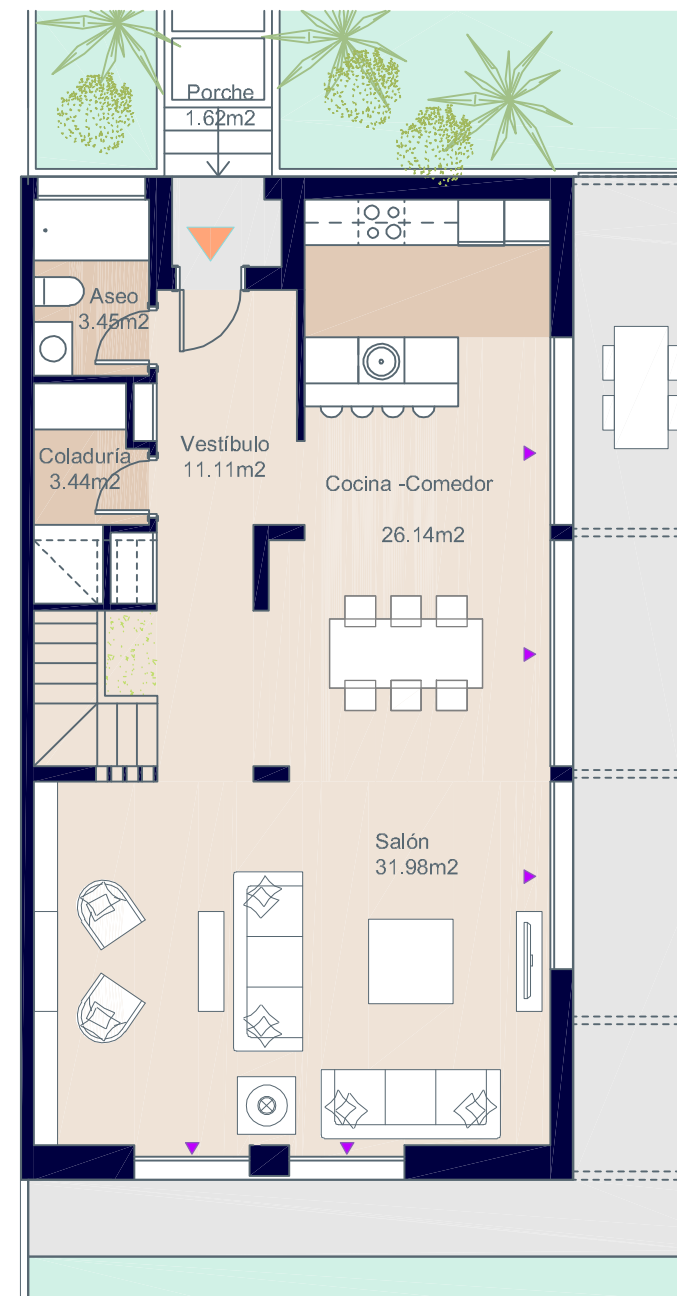 Porche
1.62m2
Aseo
3.45m2
Vestíbulo
11.11m2
Coladuría
3.44m2
Cocina -Comedor
26.14m2
Salón
31.98m2